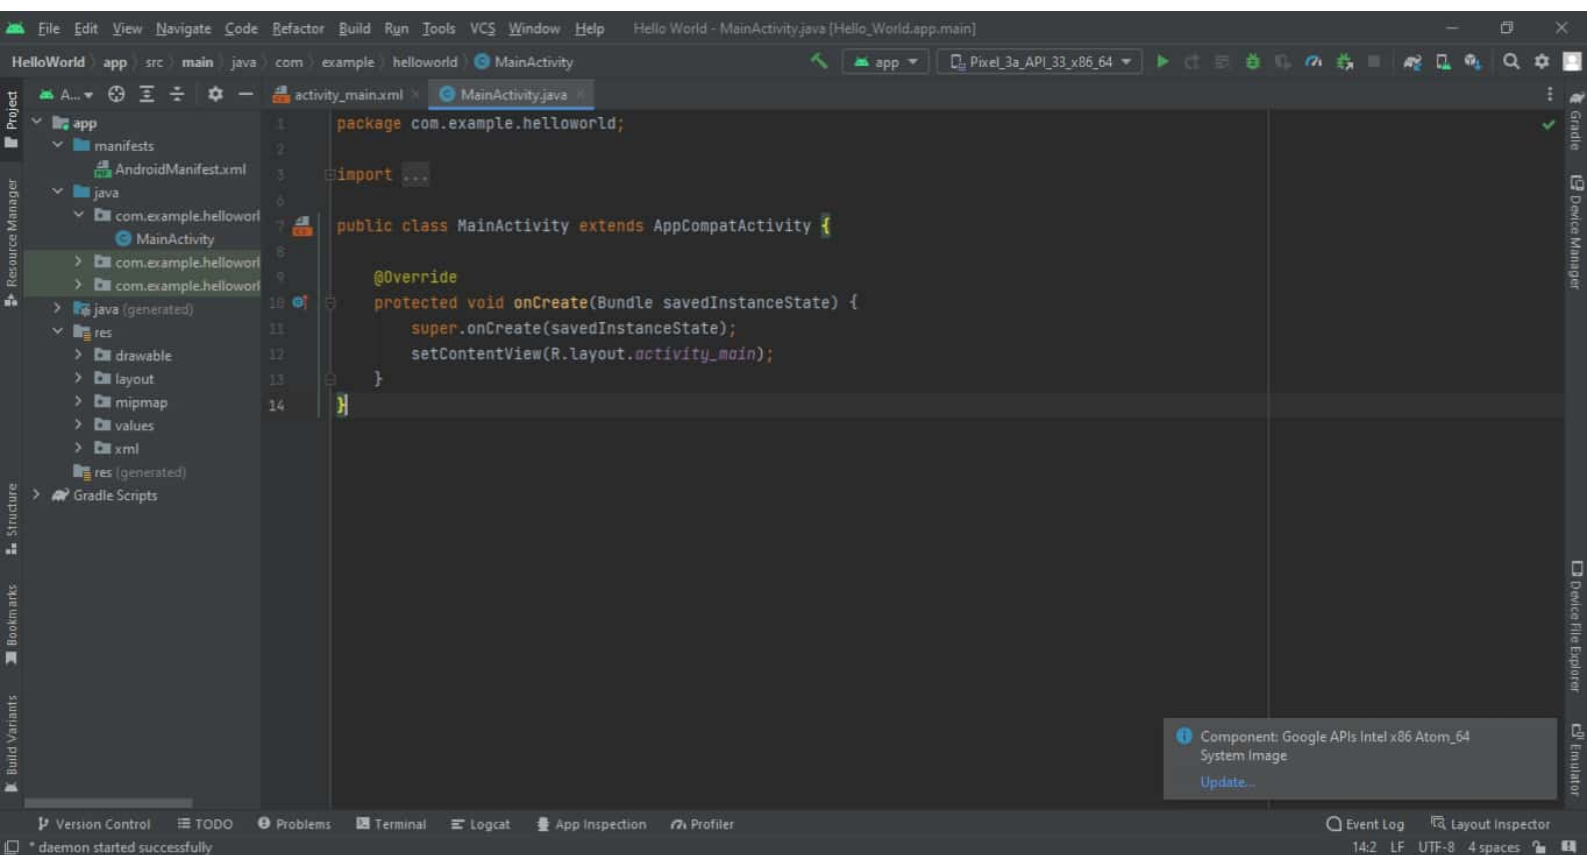 File Edit View Navigate Code Refactor Build Run Tools VCS Window Help Hello World - MainActivity.java [Hello_World.app.main]
HelloWorld app src main java com example helloworld MainActivity app Pixel_3a_API_33_x86_64
A... activity_main.xml MainActivity.java
Project
Resource Manager
Structure
Bookmarks
Build Variants
app
manifests
AndroidManifest.xml
java
com.example.helloworl
MainActivity
com.example.helloworl
com.example.helloworl
java (generated)
res
drawable
layout
mipmap
values
xml
res (generated)
Gradle Scripts
1 package com.example.helloworld;
2
3 import ...
6
7 public class MainActivity extends AppCompatActivity {
8
9 @Override
10 protected void onCreate(Bundle savedInstanceState) {
11 super.onCreate(savedInstanceState);
12 setContentView(R.layout.activity_main);
13 }
14 }
Gradle
Device Manager
Device File Explorer
Emulator
Component: Google APIs Intel x86 Atom_64
System Image
Update...
Version Control TODO Problems Terminal Logcat App Inspection Profiler Event Log Layout Inspector
* daemon started successfully 14:2 LF UTF-8 4 spaces